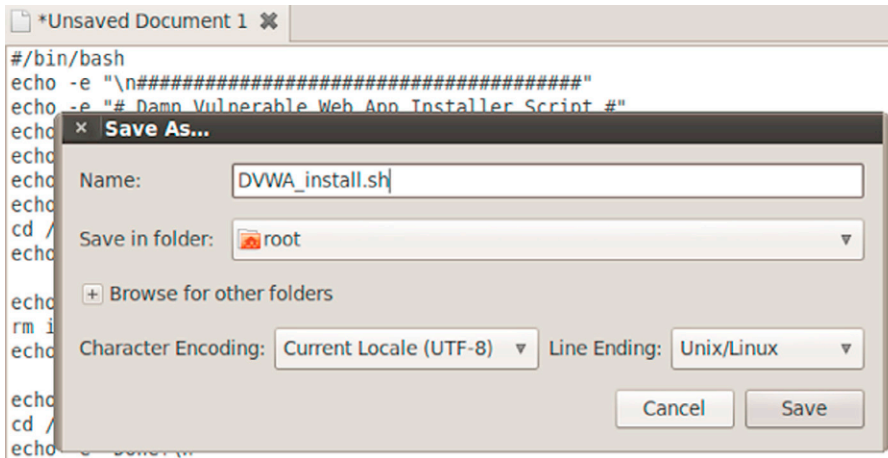 *Unsaved Document 1
#/bin/bash
echo -e "\n#######################################"
echo -e "# Damn Vulnerable Web App Installer Script #"
echo
Save As...
echo
Name: DVWA_install.sh
echo
echo
cd /
Save in folder: root
echo
Browse for other folders
echo
rm i
Character Encoding: Current Locale (UTF-8) Line Ending: Unix/Linux
echo
echo
Cancel Save
cd /
echo -e "Done!\n"